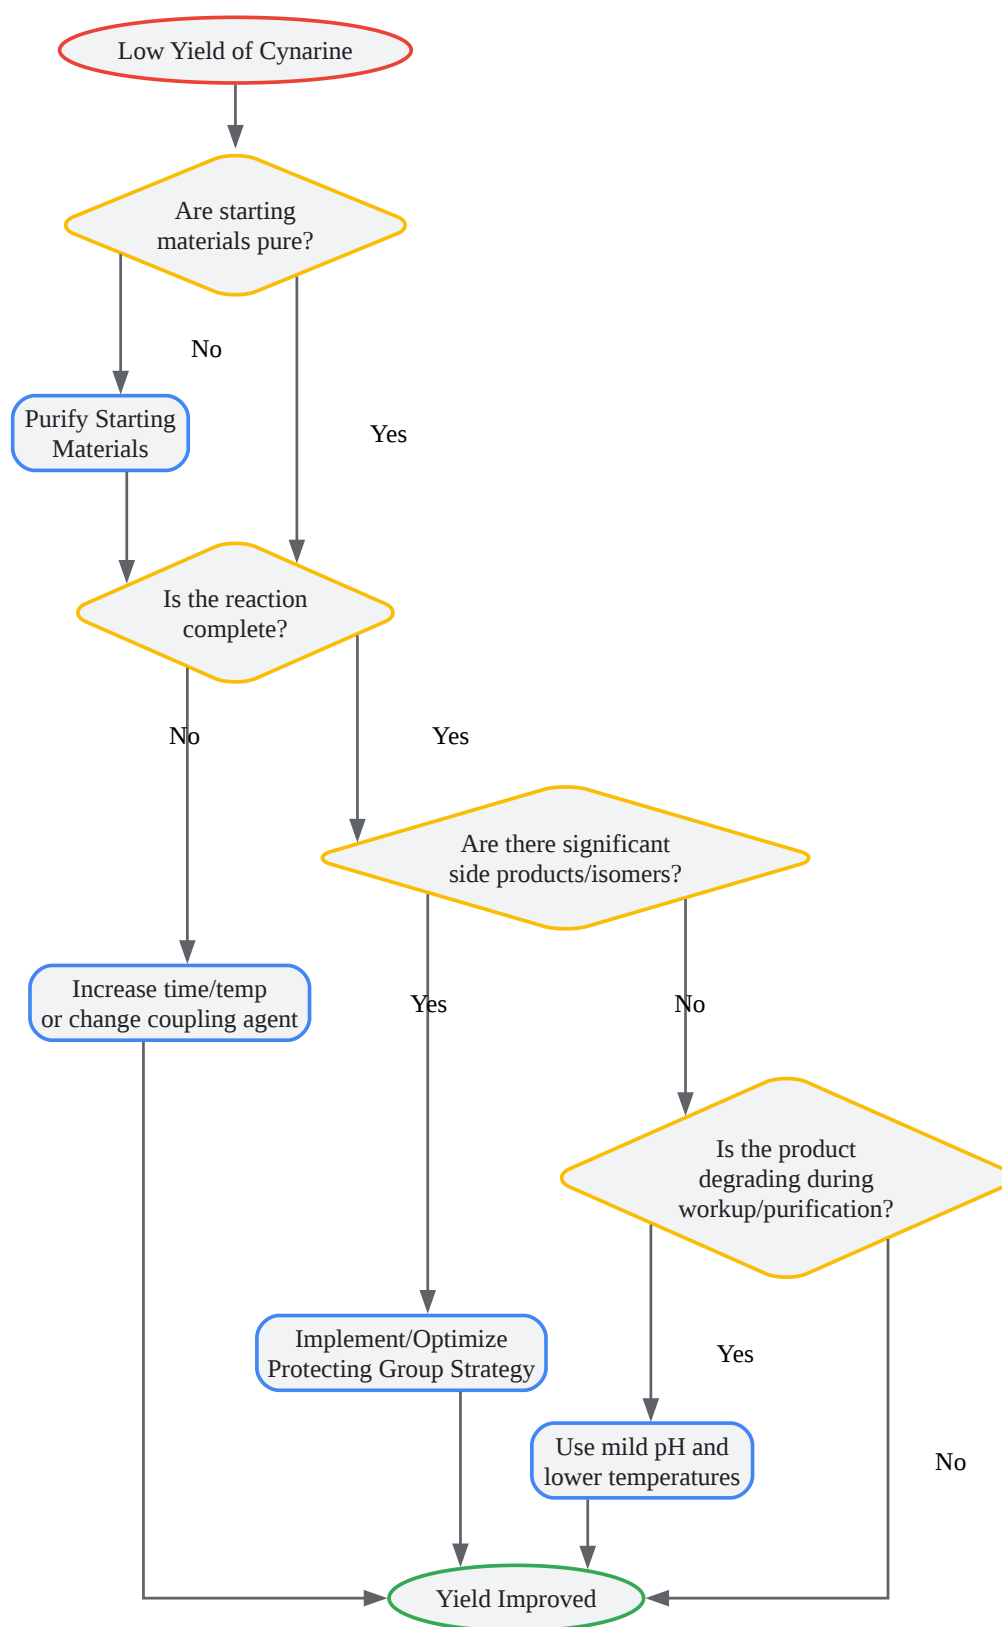 Low Yield of Cynarine
Are starting
materials pure?
No
Purify Starting
Materials
Yes
Is the reaction
complete?
No
Yes
Are there significant
side products/isomers?
Increase time/temp
or change coupling agent
Yes
No
Is the product
degrading during
workup/purification?
Implement/Optimize
Protecting Group Strategy
Yes
Use mild pH and
lower temperatures
No
Yield Improved